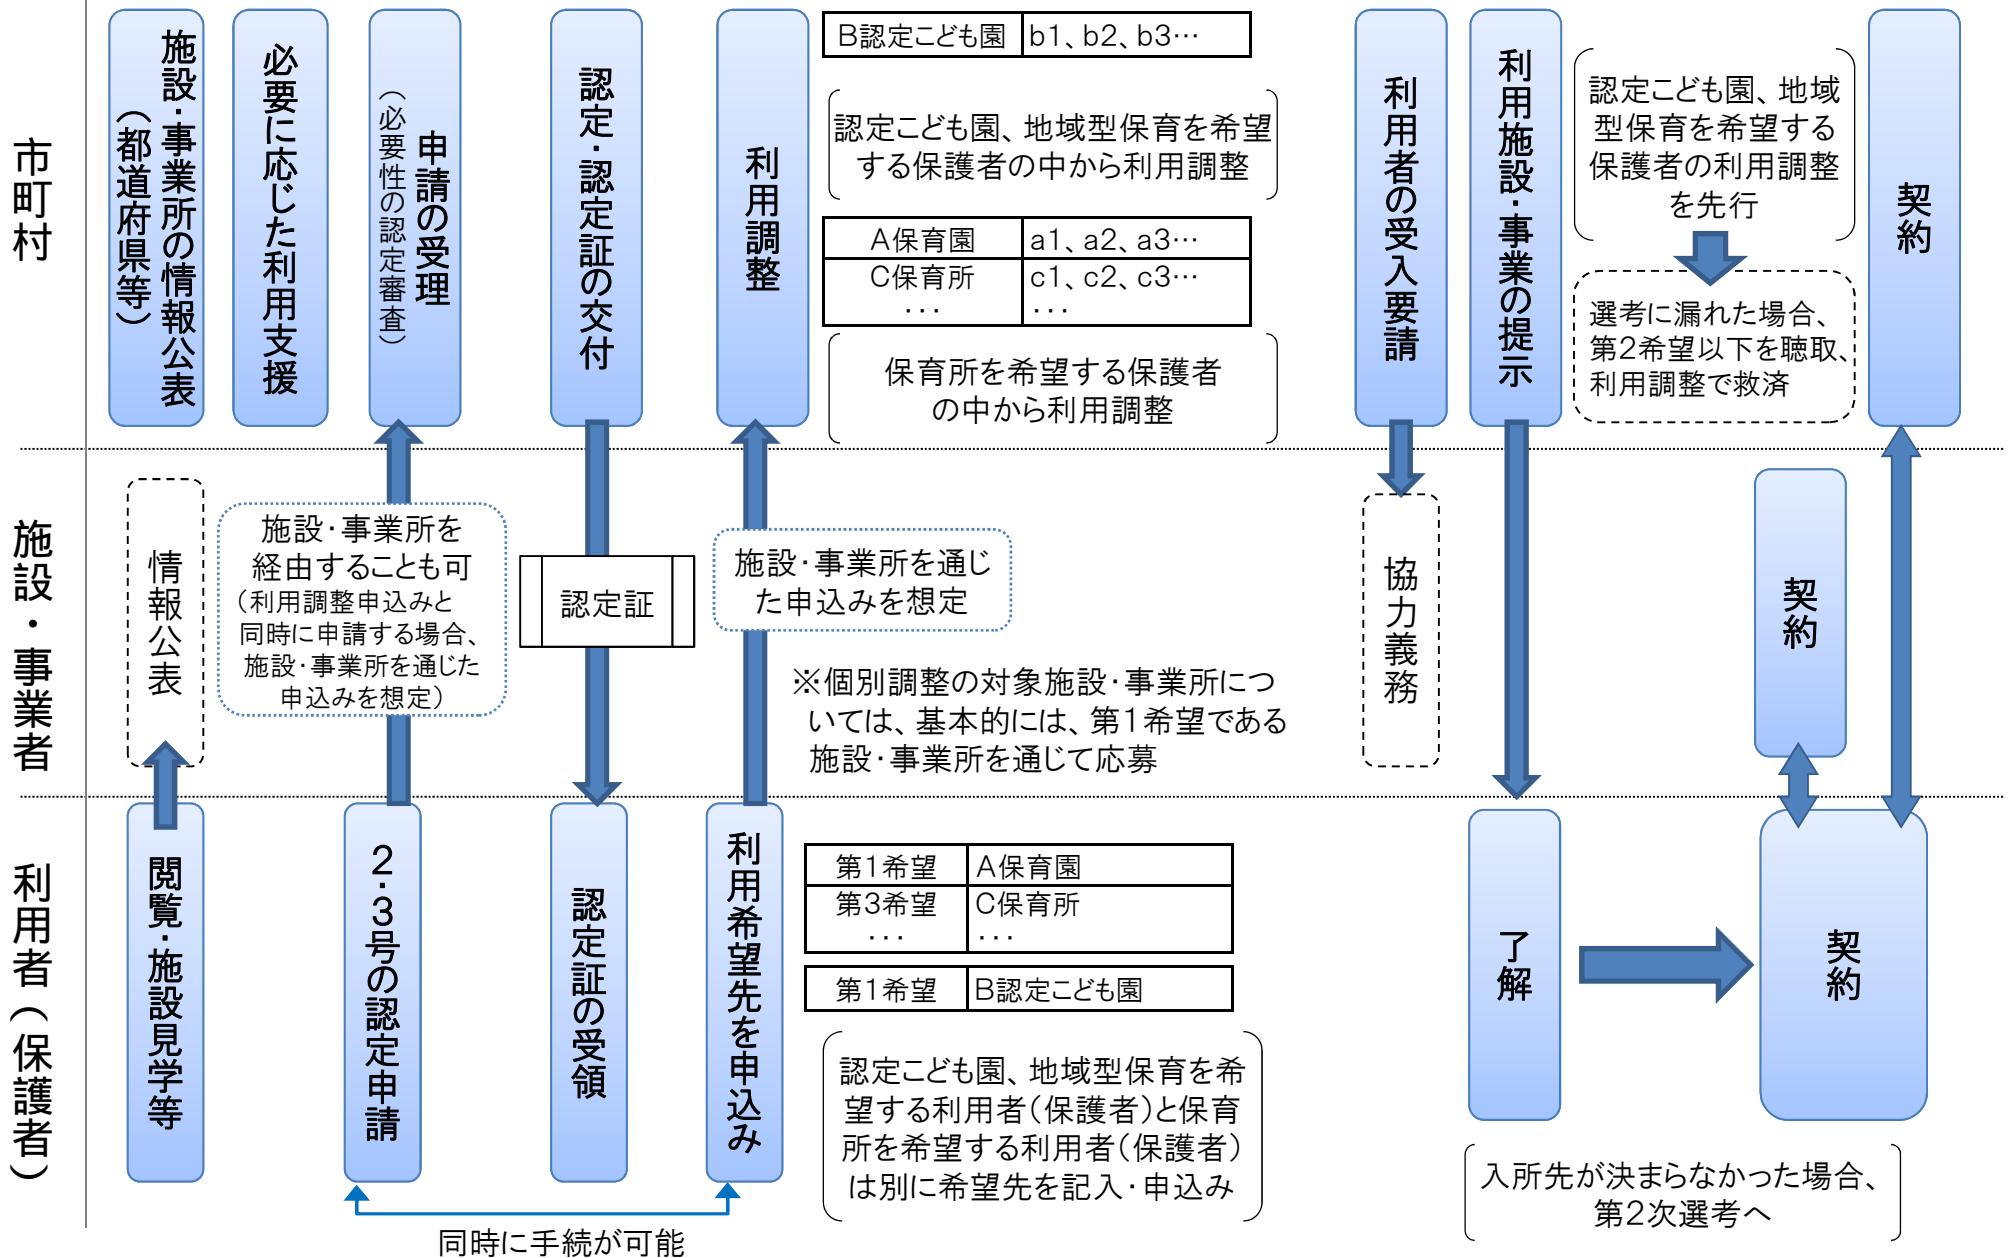 市町村
施設・事業所の情報公表
（都道府県等）
必要に応じた利用支援
申請の受理
（必要性の認定審査）
認定・認定証の交付
利用調整
B認定こども園 b1、b2、b3…
認定こども園、地域型保育を希望
する保護者の中から利用調整
A保育園 a1、a2、a3…
C保育所 c1、c2、c3…
・・・ ・・・
保育所を希望する保護者
の中から利用調整
利用者の受入要請
利用施設・事業の提示
認定こども園、地域
型保育を希望する
保護者の利用調整
を先行
選考に漏れた場合、
第2希望以下を聴取、
利用調整で救済
契約
施設・事業者
情報公表
施設・事業所を
経由することも可
（利用調整申込みと
同時に申請する場合、
施設・事業所を通じた
申込みを想定）
認定証
施設・事業所を通じ
た申込みを想定
※個別調整の対象施設・事業所につ
いては、基本的には、第1希望である
施設・事業所を通じて応募
協力義務
契約
利用者（保護者）
閲覧・施設見学等
2・3号の認定申請
認定証の受領
利用希望先を申込み
第1希望 A保育園
第3希望 C保育所
・・・ ・・・
第1希望 B認定こども園
認定こども園、地域型保育を希
望する利用者（保護者）と保育
所を希望する利用者（保護者）
は別に希望先を記入・申込み
了解
契約
入所先が決まらなかった場合、
第2次選考へ
同時に手続が可能